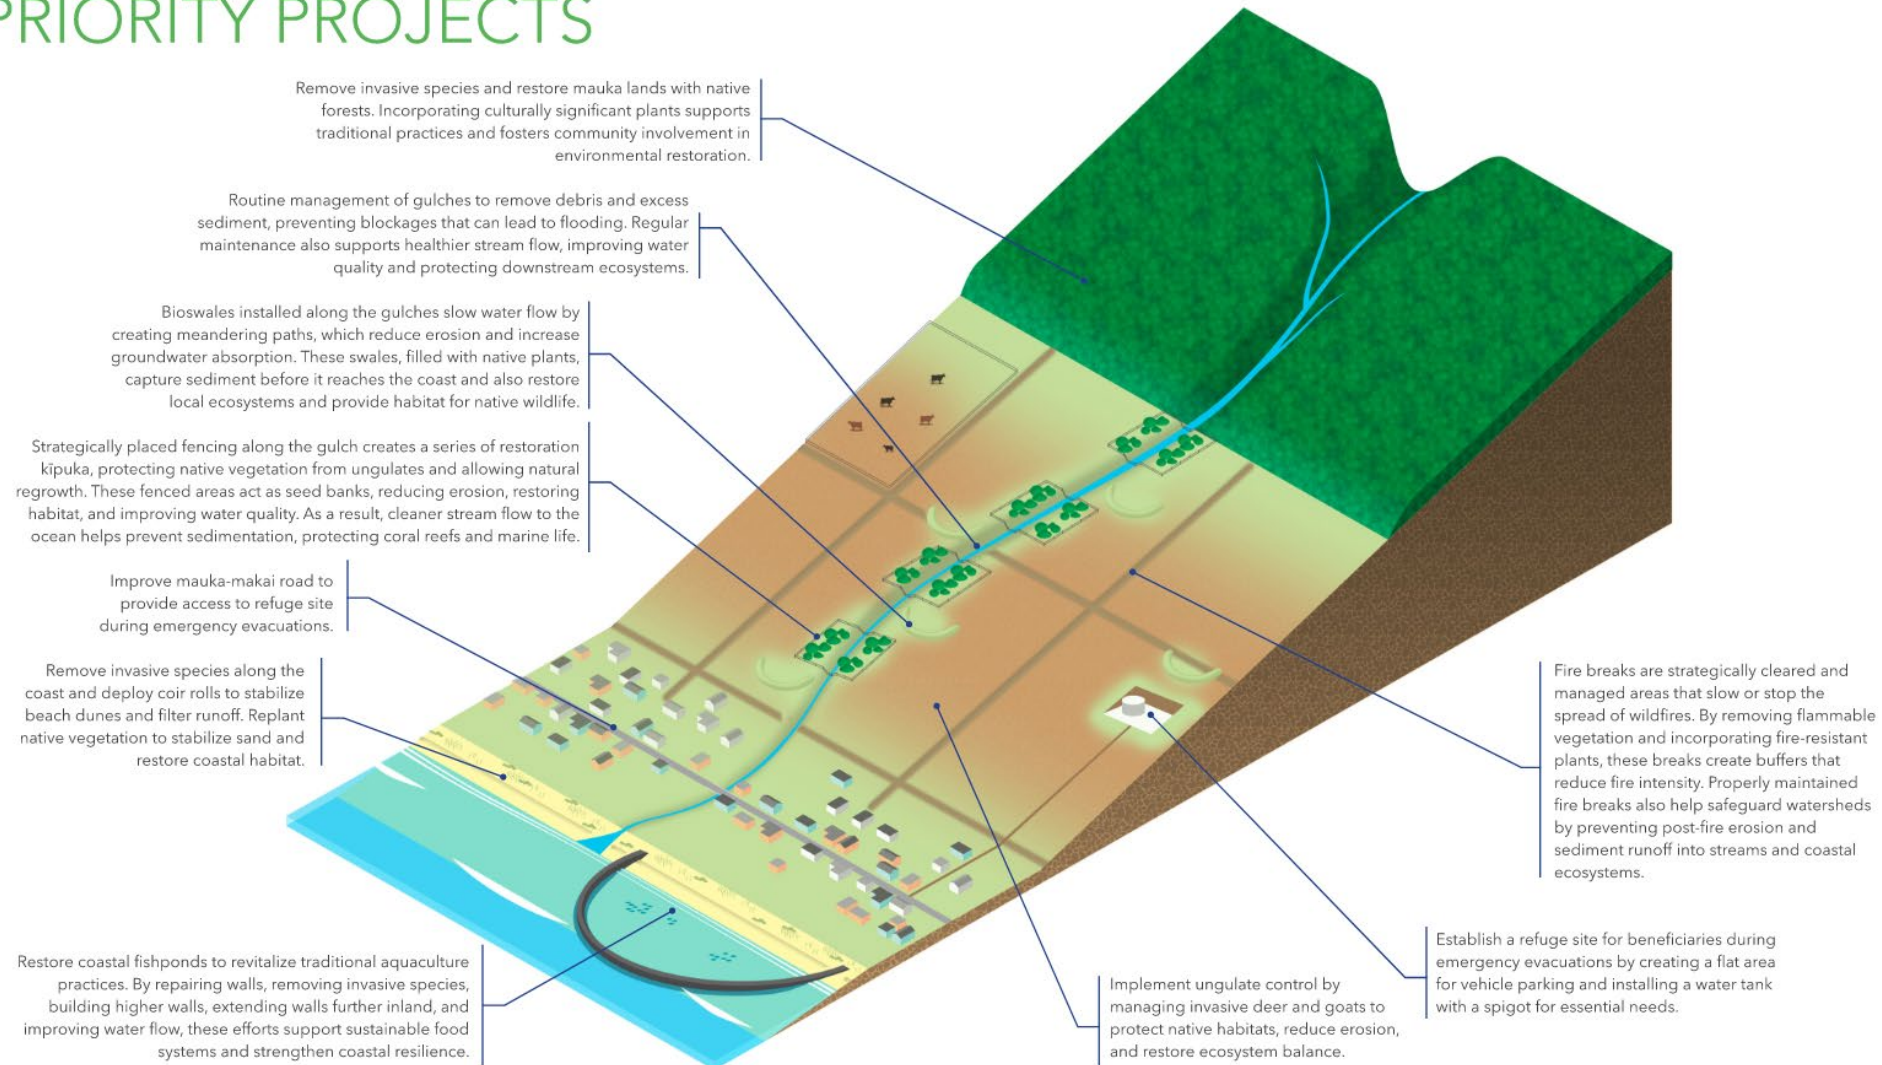 PRIORITY PROJECTS
Remove invasive species and restore mauka lands with native
forests. Incorporating culturally significant plants supports
traditional practices and fosters community involvement in
environmental restoration.
Routine management of gulches to remove debris and excess
sediment, preventing blockages that can lead to flooding. Regular
maintenance also supports healthier stream flow, improving water
quality and protecting downstream ecosystems.
Bioswales installed along the gulches slow water flow by
creating meandering paths, which reduce erosion and increase
groundwater absorption. These swales, filled with native plants,
capture sediment before it reaches the coast and also restore
local ecosystems and provide habitat for native wildlife.
Strategically placed fencing along the gulch creates a series of restoration
kīpuka, protecting native vegetation from ungulates and allowing natural
regrowth. These fenced areas act as seed banks, reducing erosion, restoring
habitat, and improving water quality. As a result, cleaner stream flow to the
ocean helps prevent sedimentation, protecting coral reefs and marine life.
Improve mauka-makai road to
provide access to refuge site
during emergency evacuations.
Remove invasive species along the
coast and deploy coir rolls to stabilize
beach dunes and filter runoff. Replant
native vegetation to stabilize sand and
restore coastal habitat.
Restore coastal fishponds to revitalize traditional aquaculture
practices. By repairing walls, removing invasive species,
building higher walls, extending walls further inland, and
improving water flow, these efforts support sustainable food
systems and strengthen coastal resilience.
Fire breaks are strategically cleared and
managed areas that slow or stop the
spread of wildfires. By removing flammable
vegetation and incorporating fire-resistant
plants, these breaks create buffers that
reduce fire intensity. Properly maintained
fire breaks also help safeguard watersheds
by preventing post-fire erosion and
sediment runoff into streams and coastal
ecosystems.
Establish a refuge site for beneficiaries during
emergency evacuations by creating a flat area
for vehicle parking and installing a water tank
with a spigot for essential needs.
Implement ungulate control by
managing invasive deer and goats to
protect native habitats, reduce erosion,
and restore ecosystem balance.